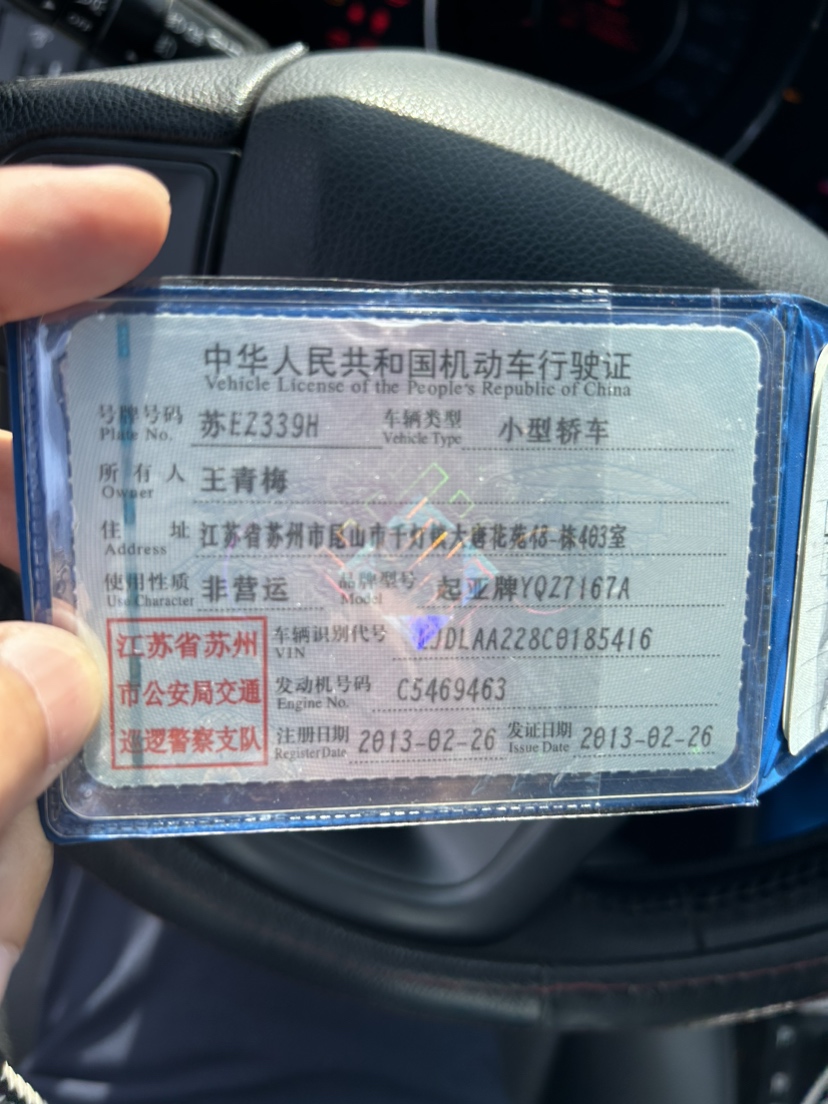 中华人民共和国机动车行驶证
Vehicle License of the People's Republic of China
号牌号码 苏EZ339H 车辆类型 小型轿车
Plate No. Vehicle Type
所有人 王青梅
Owner
住址 江苏省苏州市昆山市千灯镇大唐花苑48-栋403室
Address
使用性质 非营运 品牌型号 起亚牌YQZ7167A
Use Character Model
江苏省苏州
市公安局交通
巡逻警察支队
车辆识别代号 LJDLAA228C0185416
VIN
发动机号码 C5469463
Engine No.
注册日期 2013-02-26 发证日期 2013-02-26
Register Date Issue Date